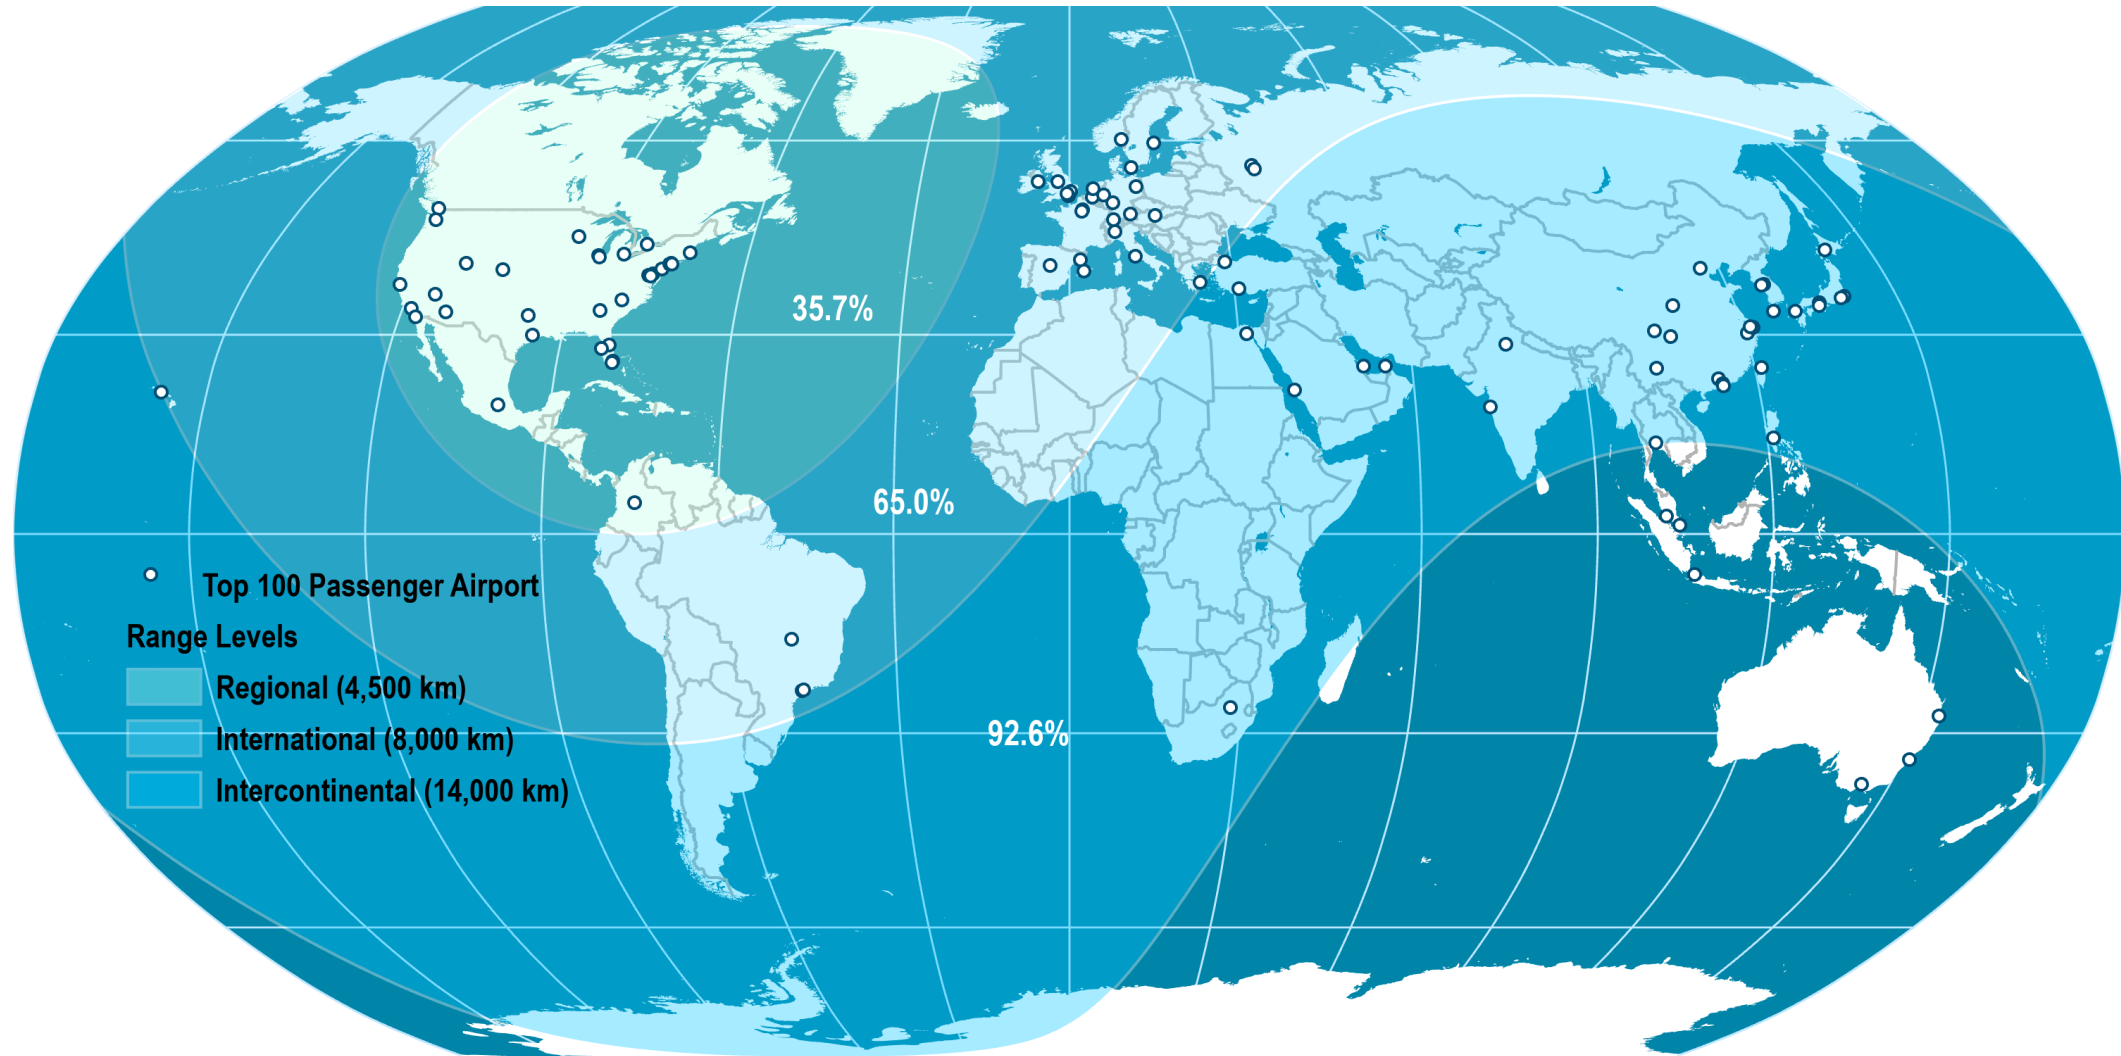 35.7%
65.0%
92.6%
Top 100 Passenger Airport
Range Levels
Regional (4,500 km)
International (8,000 km)
Intercontinental (14,000 km)